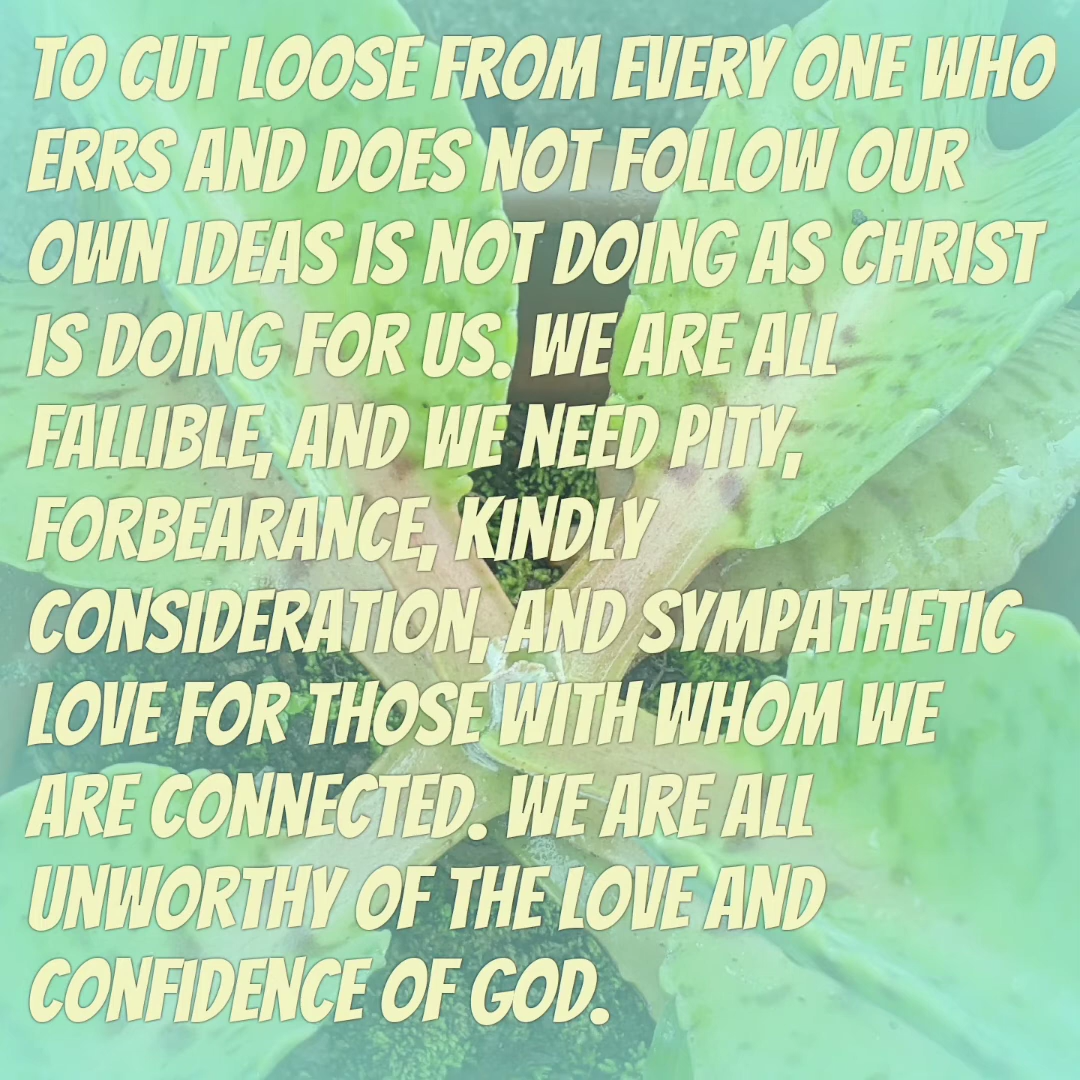 TO CUT LOOSE FROM EVERY ONE WHO
ERRS AND DOES NOT FOLLOW OUR
OWN IDEAS IS NOT DOING AS CHRIST
IS DOING FOR US. WE ARE ALL
FALLIBLE, AND WE NEED PITY,
FORBEARANCE, KINDLY
CONSIDERATION, AND SYMPATHETIC
LOVE FOR THOSE WITH WHOM WE
ARE CONNECTED. WE ARE ALL
UNWORTHY OF THE LOVE AND
CONFIDENCE OF GOD.